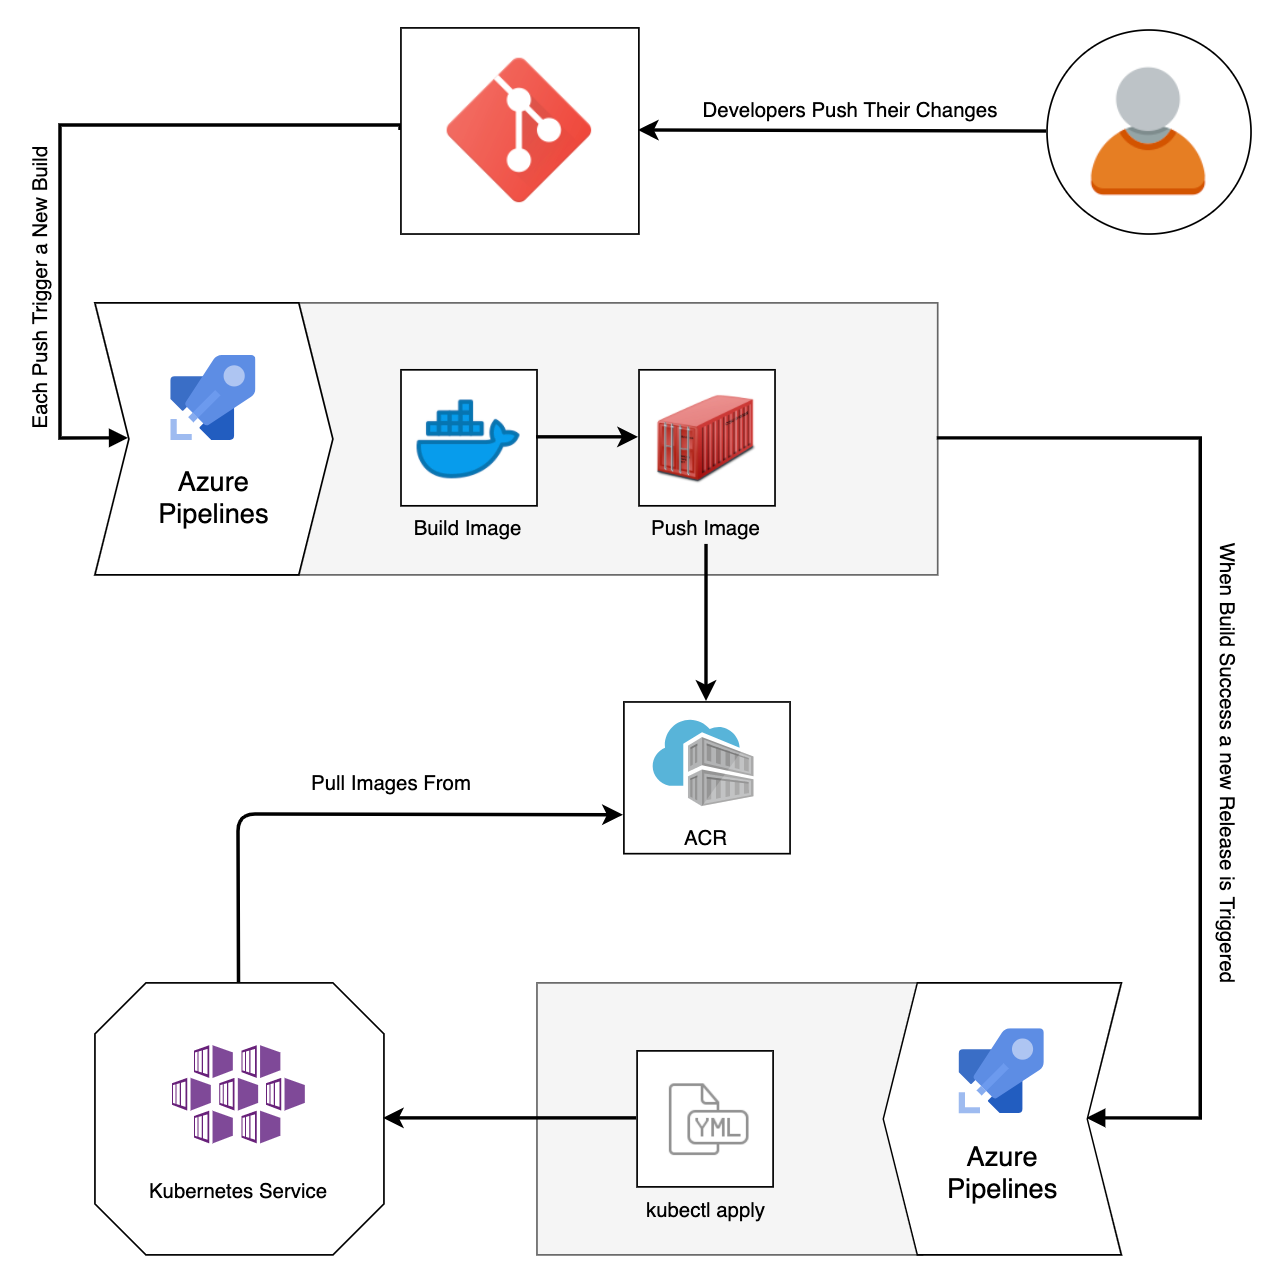 Developers Push Their Changes
Each Push Trigger a New Build
Azure
Pipelines
Build Image
Push Image
When Build Success a new Release is Triggered
Pull Images From
ACR
Kubernetes Service
YML
kubectl apply
Azure
Pipelines